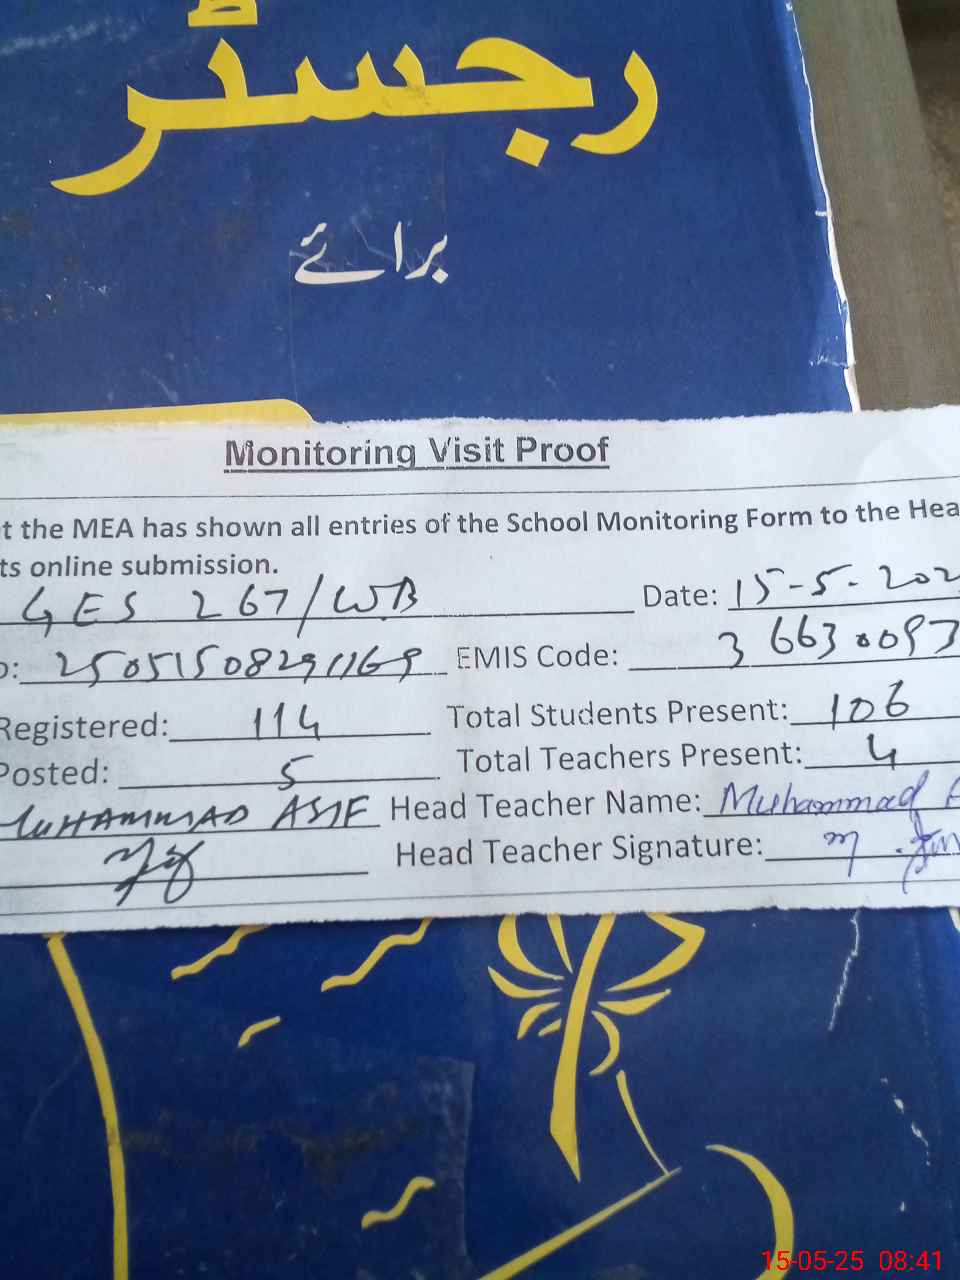 رجسٹر
برائے
Monitoring Visit Proof
t the MEA has shown all entries of the School Monitoring Form to the Hea
ts online submission.
GES 267/WB Date: 15-5-202
: 25051508291169 EMIS Code: 36630093
Registered: 114 Total Students Present: 106
Posted: 5 Total Teachers Present: 4
MUHAMMAD ASIF Head Teacher Name: Muhammad A
Head Teacher Signature:
15-05-25 08:41